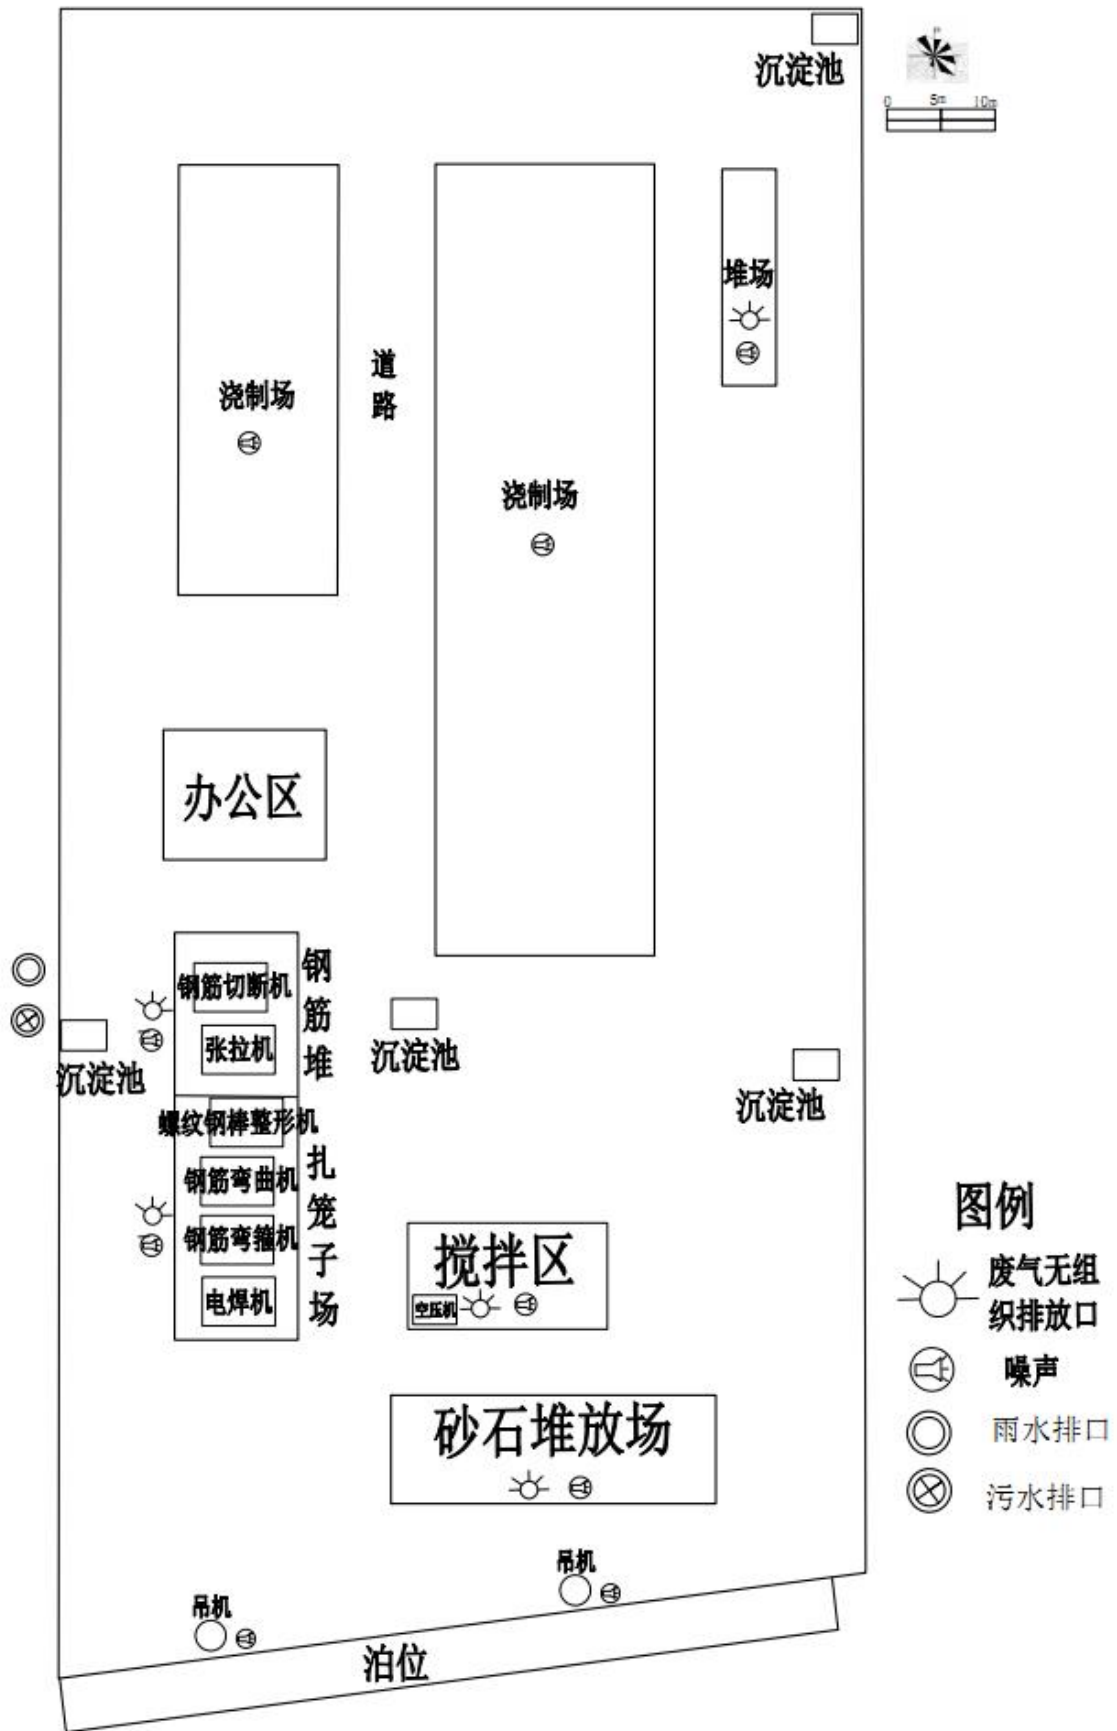 沉淀池
0 5m 10m
堆场
道
路
浇制场
浇制场
办公区
钢
筋
堆
钢筋切断机
张拉机
沉淀池
沉淀池
沉淀池
螺纹钢棒整形机
钢筋弯曲机
钢筋弯箍机
电焊机
扎
笼
子
场
搅拌区
空压机
砂石堆放场
吊机
吊机
泊位
图例
废气无组
织排放口
噪声
雨水排口
污水排口